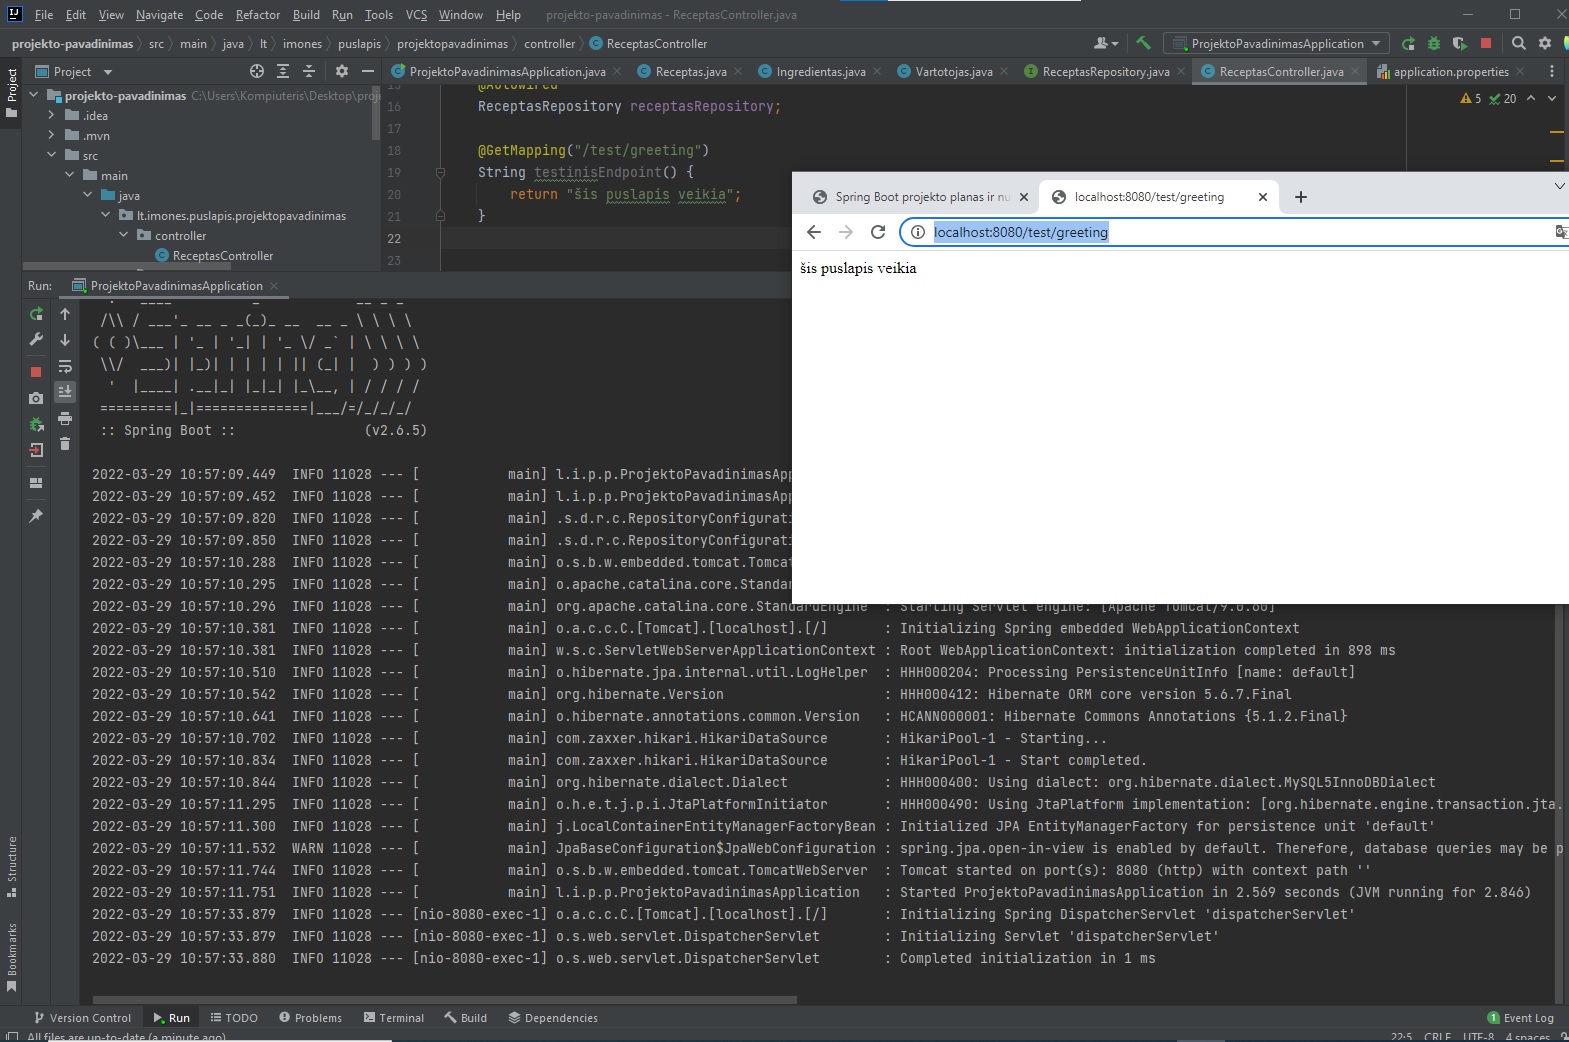 File Edit View Navigate Code Refactor Build Run Tools VCS Window Help projekto-pavadinimas - ReceptasController.java
projekto-pavadinimas src main java lt imones puslapis projektopavadinimas controller ReceptasController ProjektoPavadinimasApplication
Project ProjektoPavadinimasApplication.java Receptas.java Ingredientas.java Vartotojas.java ReceptasRepository.java ReceptasController.java application.properties
Project
projekto-pavadinimas C:\Users\Kompiuteris\Desktop\proje
.idea
.mvn
src
main
java
lt.imones.puslapis.projektopavadinimas
controller
ReceptasController
15 @Autowired
16 ReceptasRepository receptasRepository;
17
18 @GetMapping("/test/greeting")
19 String testinisEndpoint() {
20 return "šis puslapis veikia";
21 }
22
23
5 20
Spring Boot projekto planas ir nu localhost:8080/test/greeting
localhost:8080/test/greeting
šis puslapis veikia
Run: ProjektoPavadinimasApplication
. ____ _ __ _ _
/\\ / ___'_ __ _ _(_)_ __ __ _ \ \ \ \
( ( )\___ | '_ | '_| | '_ \/ _` | \ \ \ \
\\/ ___)| |_)| | | | | || (_| | ) ) ) )
' |____| .__|_| |_|_| |_\__, | / / / /
=========|_|==============|___/=/_/_/_/
:: Spring Boot :: (v2.6.5)
2022-03-29 10:57:09.449 INFO 11028 --- [ main] l.i.p.p.ProjektoPavadinimasApp
2022-03-29 10:57:09.452 INFO 11028 --- [ main] l.i.p.p.ProjektoPavadinimasApp
2022-03-29 10:57:09.820 INFO 11028 --- [ main] .s.d.r.c.RepositoryConfigurati
2022-03-29 10:57:09.850 INFO 11028 --- [ main] .s.d.r.c.RepositoryConfigurati
2022-03-29 10:57:10.288 INFO 11028 --- [ main] o.s.b.w.embedded.tomcat.Tomcat
2022-03-29 10:57:10.295 INFO 11028 --- [ main] o.apache.catalina.core.Standar
2022-03-29 10:57:10.296 INFO 11028 --- [ main] org.apache.catalina.core.StandardEngine : Starting Servlet engine: [Apache Tomcat/9.0.60]
2022-03-29 10:57:10.381 INFO 11028 --- [ main] o.a.c.c.C.[Tomcat].[localhost].[/] : Initializing Spring embedded WebApplicationContext
2022-03-29 10:57:10.381 INFO 11028 --- [ main] w.s.c.ServletWebServerApplicationContext : Root WebApplicationContext: initialization completed in 898 ms
2022-03-29 10:57:10.510 INFO 11028 --- [ main] o.hibernate.jpa.internal.util.LogHelper : HHH000204: Processing PersistenceUnitInfo [name: default]
2022-03-29 10:57:10.542 INFO 11028 --- [ main] org.hibernate.Version : HHH000412: Hibernate ORM core version 5.6.7.Final
2022-03-29 10:57:10.641 INFO 11028 --- [ main] o.hibernate.annotations.common.Version : HCANN000001: Hibernate Commons Annotations {5.1.2.Final}
2022-03-29 10:57:10.702 INFO 11028 --- [ main] com.zaxxer.hikari.HikariDataSource : HikariPool-1 - Starting...
2022-03-29 10:57:10.834 INFO 11028 --- [ main] com.zaxxer.hikari.HikariDataSource : HikariPool-1 - Start completed.
2022-03-29 10:57:10.844 INFO 11028 --- [ main] org.hibernate.dialect.Dialect : HHH000400: Using dialect: org.hibernate.dialect.MySQL5InnoDBDialect
2022-03-29 10:57:11.295 INFO 11028 --- [ main] o.h.e.t.j.p.i.JtaPlatformInitiator : HHH000490: Using JtaPlatform implementation: [org.hibernate.engine.transaction.jta.
2022-03-29 10:57:11.300 INFO 11028 --- [ main] j.LocalContainerEntityManagerFactoryBean : Initialized JPA EntityManagerFactory for persistence unit 'default'
2022-03-29 10:57:11.532 WARN 11028 --- [ main] JpaBaseConfiguration$JpaWebConfiguration : spring.jpa.open-in-view is enabled by default. Therefore, database queries may be p
2022-03-29 10:57:11.744 INFO 11028 --- [ main] o.s.b.w.embedded.tomcat.TomcatWebServer : Tomcat started on port(s): 8080 (http) with context path ''
2022-03-29 10:57:11.751 INFO 11028 --- [ main] l.i.p.p.ProjektoPavadinimasApplication : Started ProjektoPavadinimasApplication in 2.569 seconds (JVM running for 2.846)
2022-03-29 10:57:33.879 INFO 11028 --- [nio-8080-exec-1] o.a.c.c.C.[Tomcat].[localhost].[/] : Initializing Spring DispatcherServlet 'dispatcherServlet'
2022-03-29 10:57:33.879 INFO 11028 --- [nio-8080-exec-1] o.s.web.servlet.DispatcherServlet : Initializing Servlet 'dispatcherServlet'
2022-03-29 10:57:33.880 INFO 11028 --- [nio-8080-exec-1] o.s.web.servlet.DispatcherServlet : Completed initialization in 1 ms
Structure
Bookmarks
Version Control Run TODO Problems Terminal Build Dependencies 1 Event Log
All files are up-to-date (a minute ago) 22:5 CRLF UTF-8 4 spaces